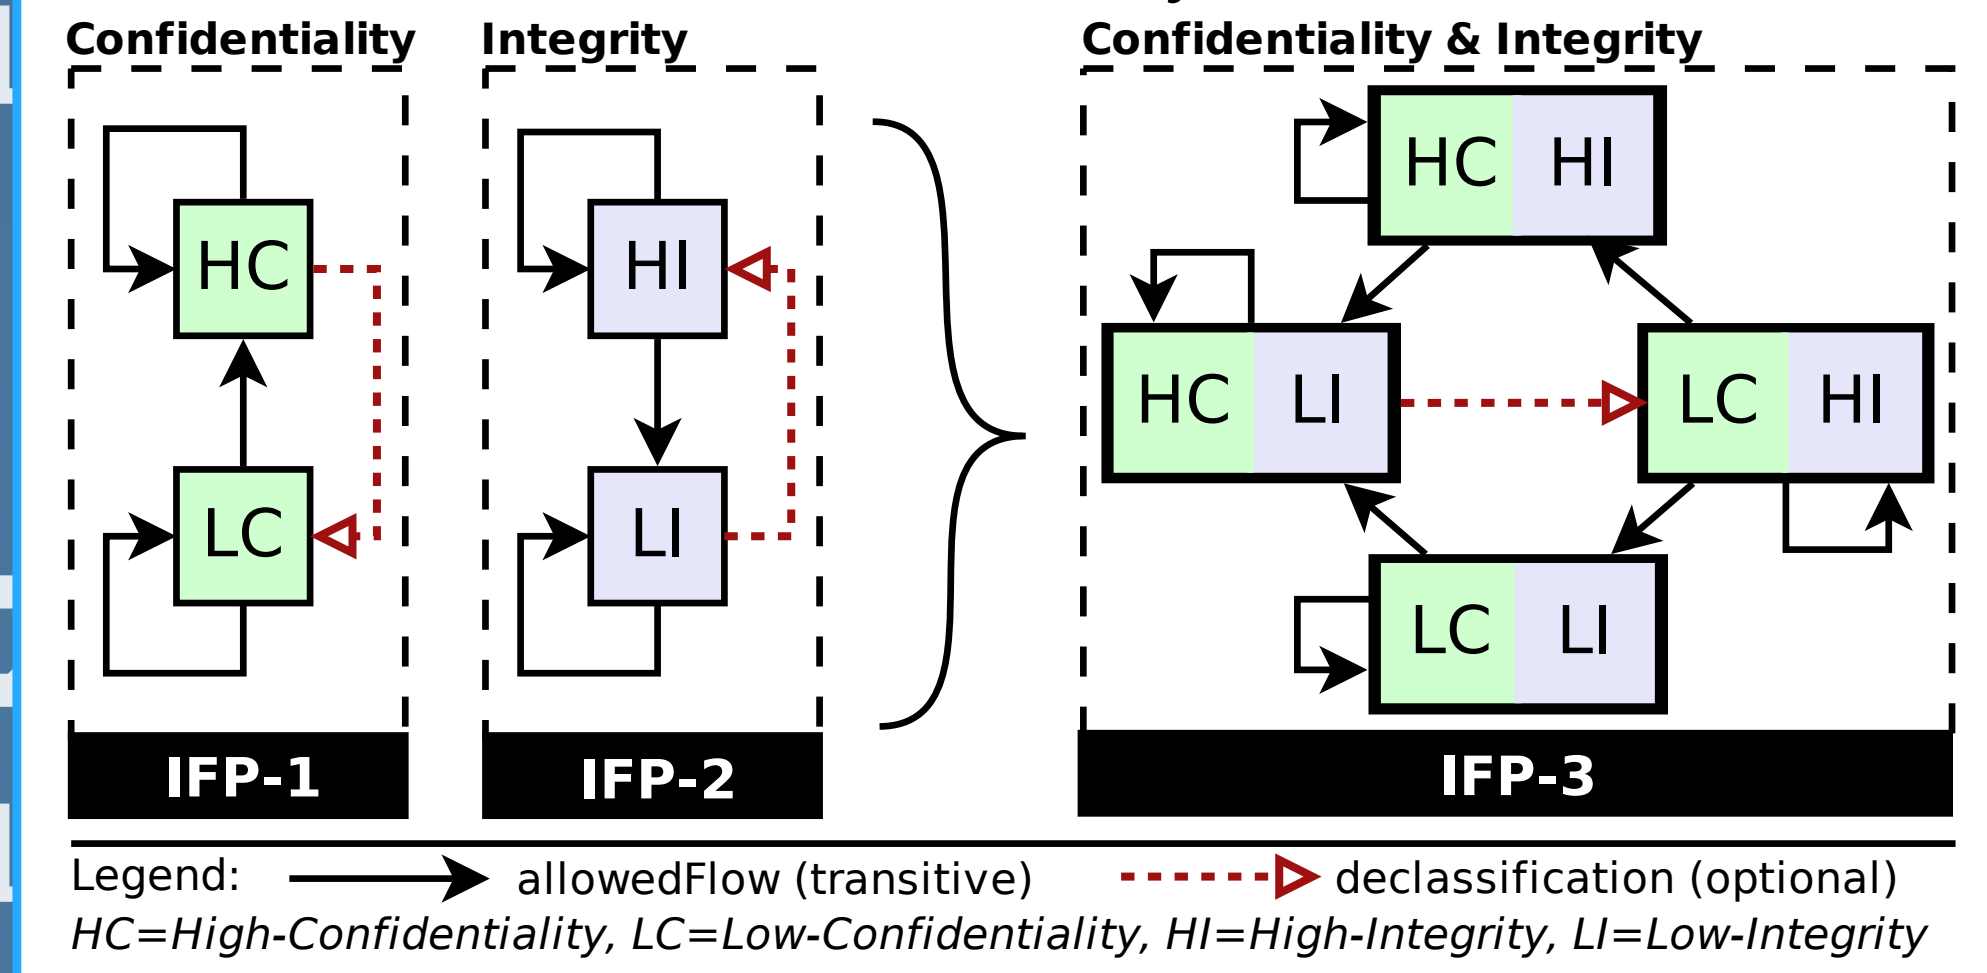 Confidentiality
Integrity
Confidentiality & Integrity
HC
LC
IFP-1
HI
LI
IFP-2
HC HI
HC LI
LC HI
LC LI
IFP-3
Legend: allowedFlow (transitive) declassification (optional)
HC=High-Confidentiality, LC=Low-Confidentiality, HI=High-Integrity, LI=Low-Integrity